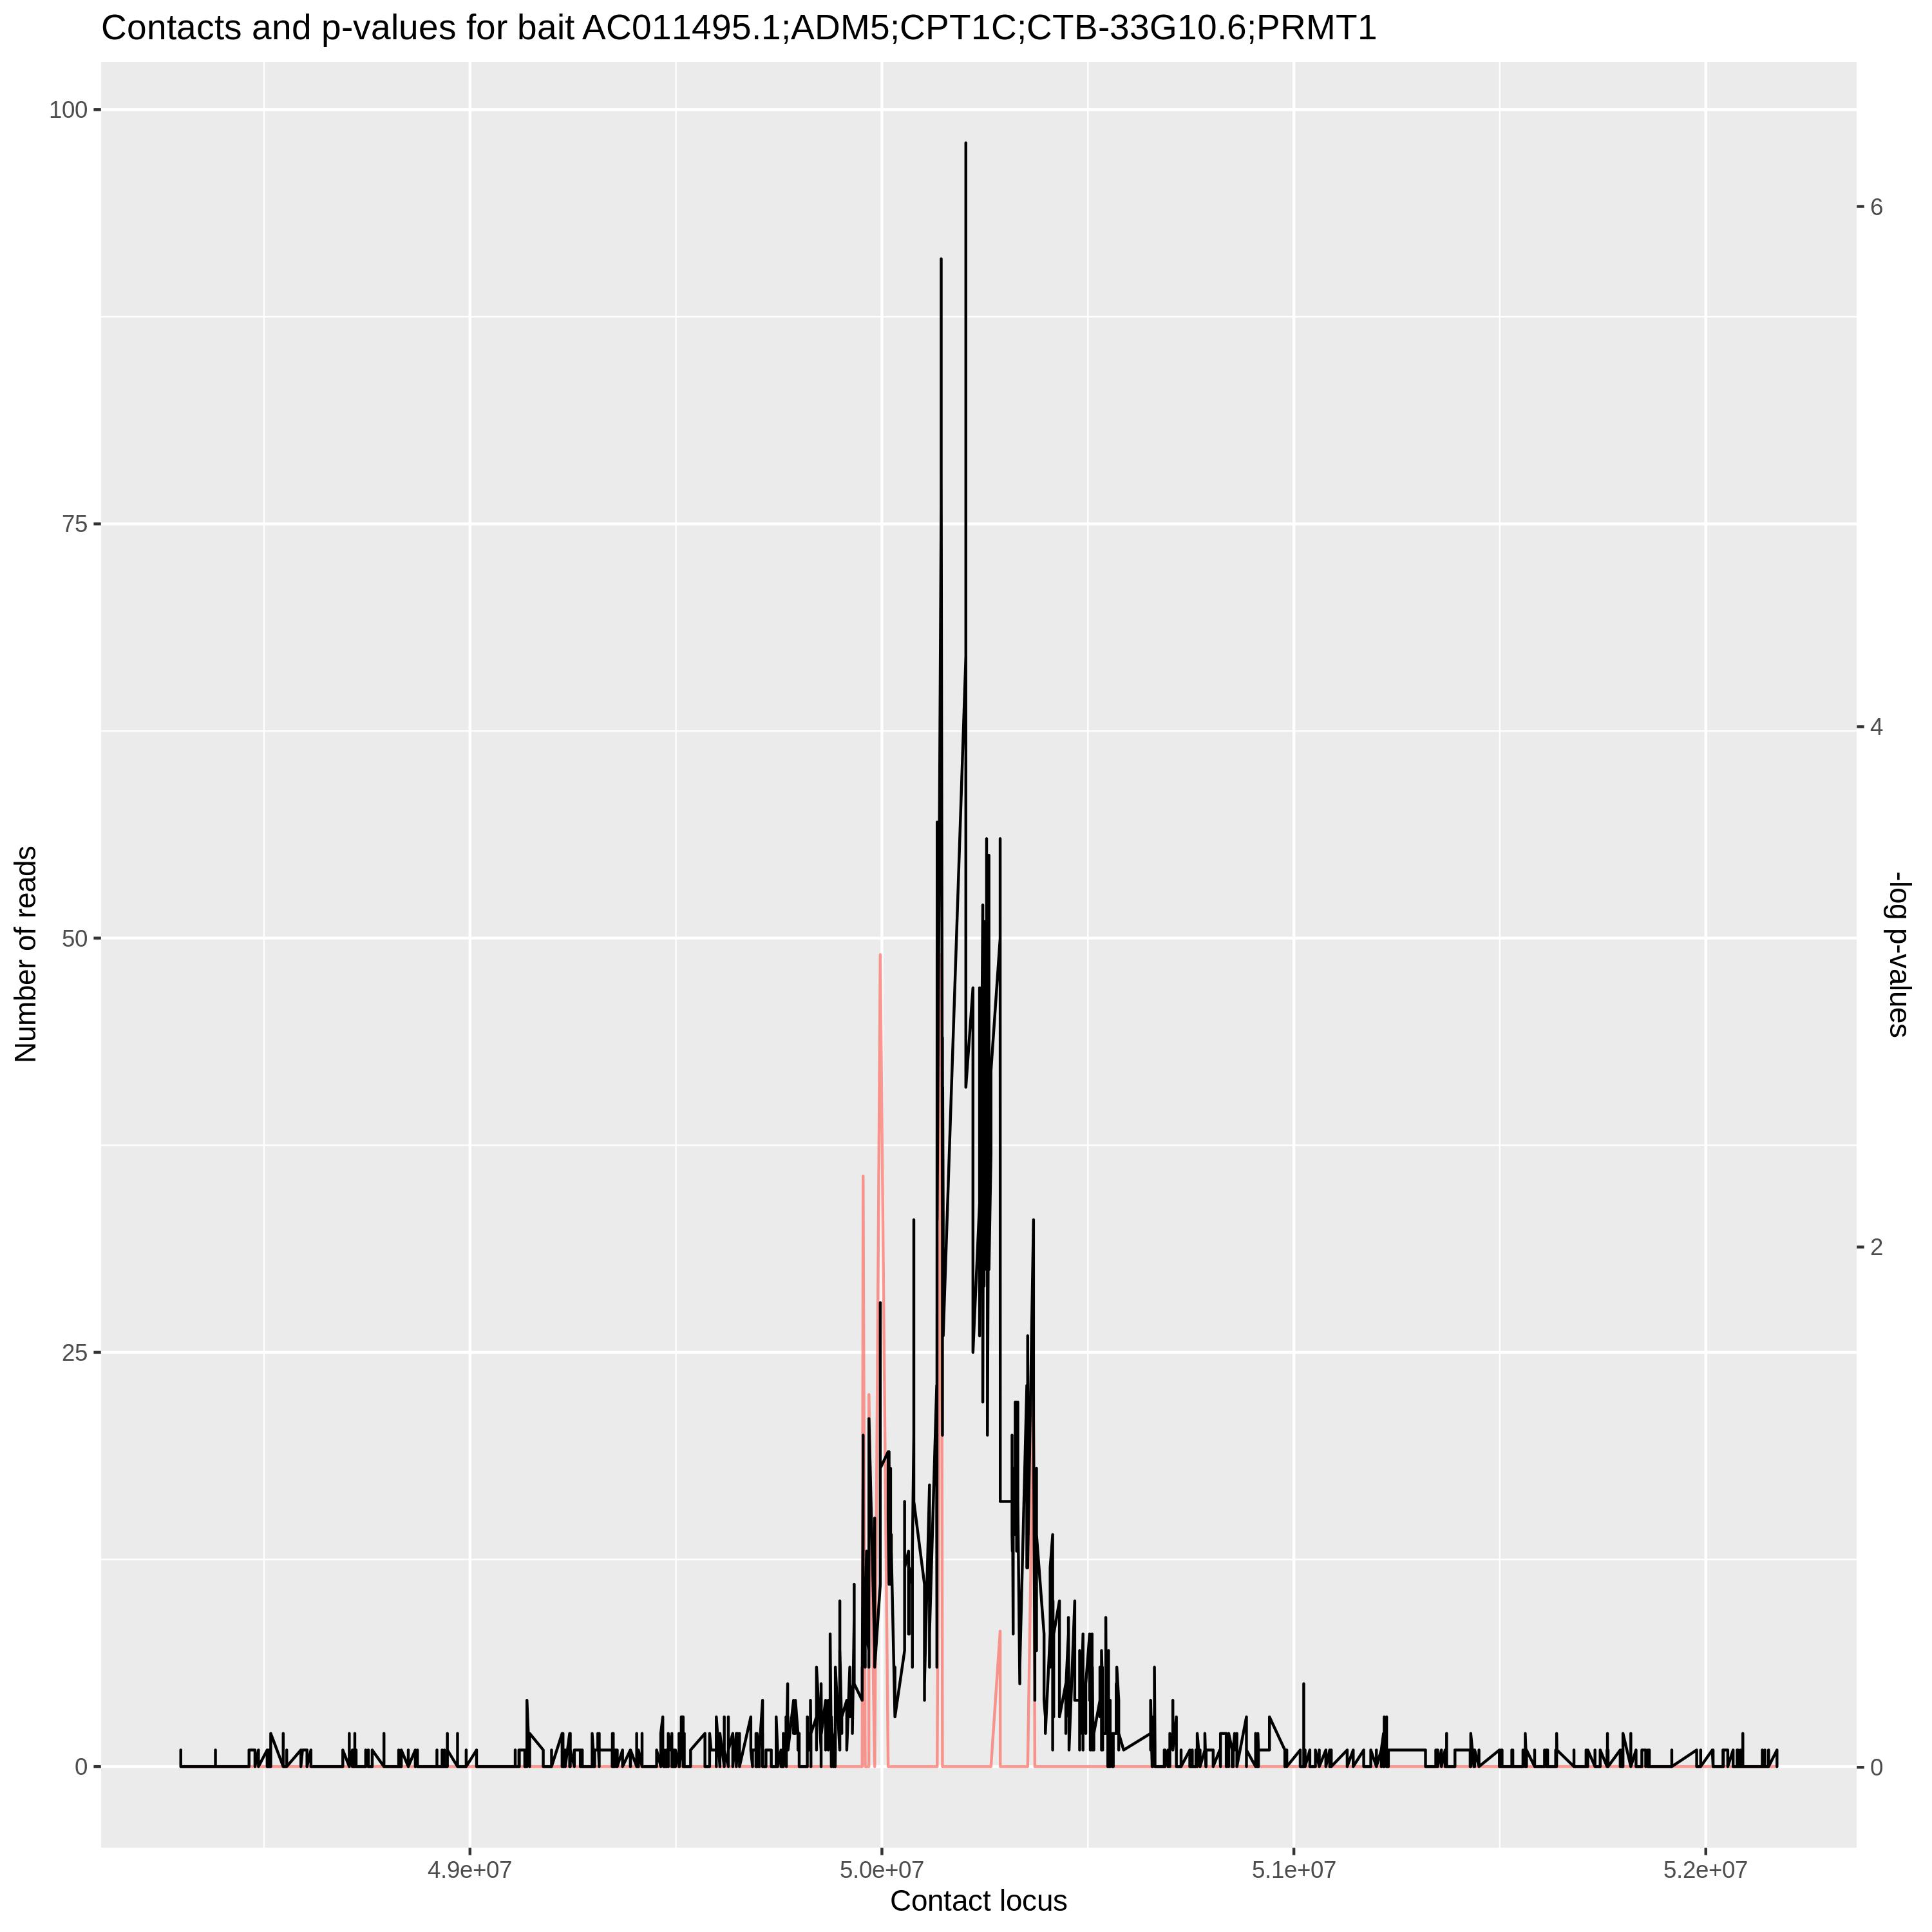 Contacts and p-values for bait AC011495.1;ADM5;CPT1C;CTB-33G10.6;PRMT1
100
75
50
25
0
Number of reads
6
4
2
0
-log p-values
4.9e+07 5.0e+07 5.1e+07 5.2e+07
Contact locus